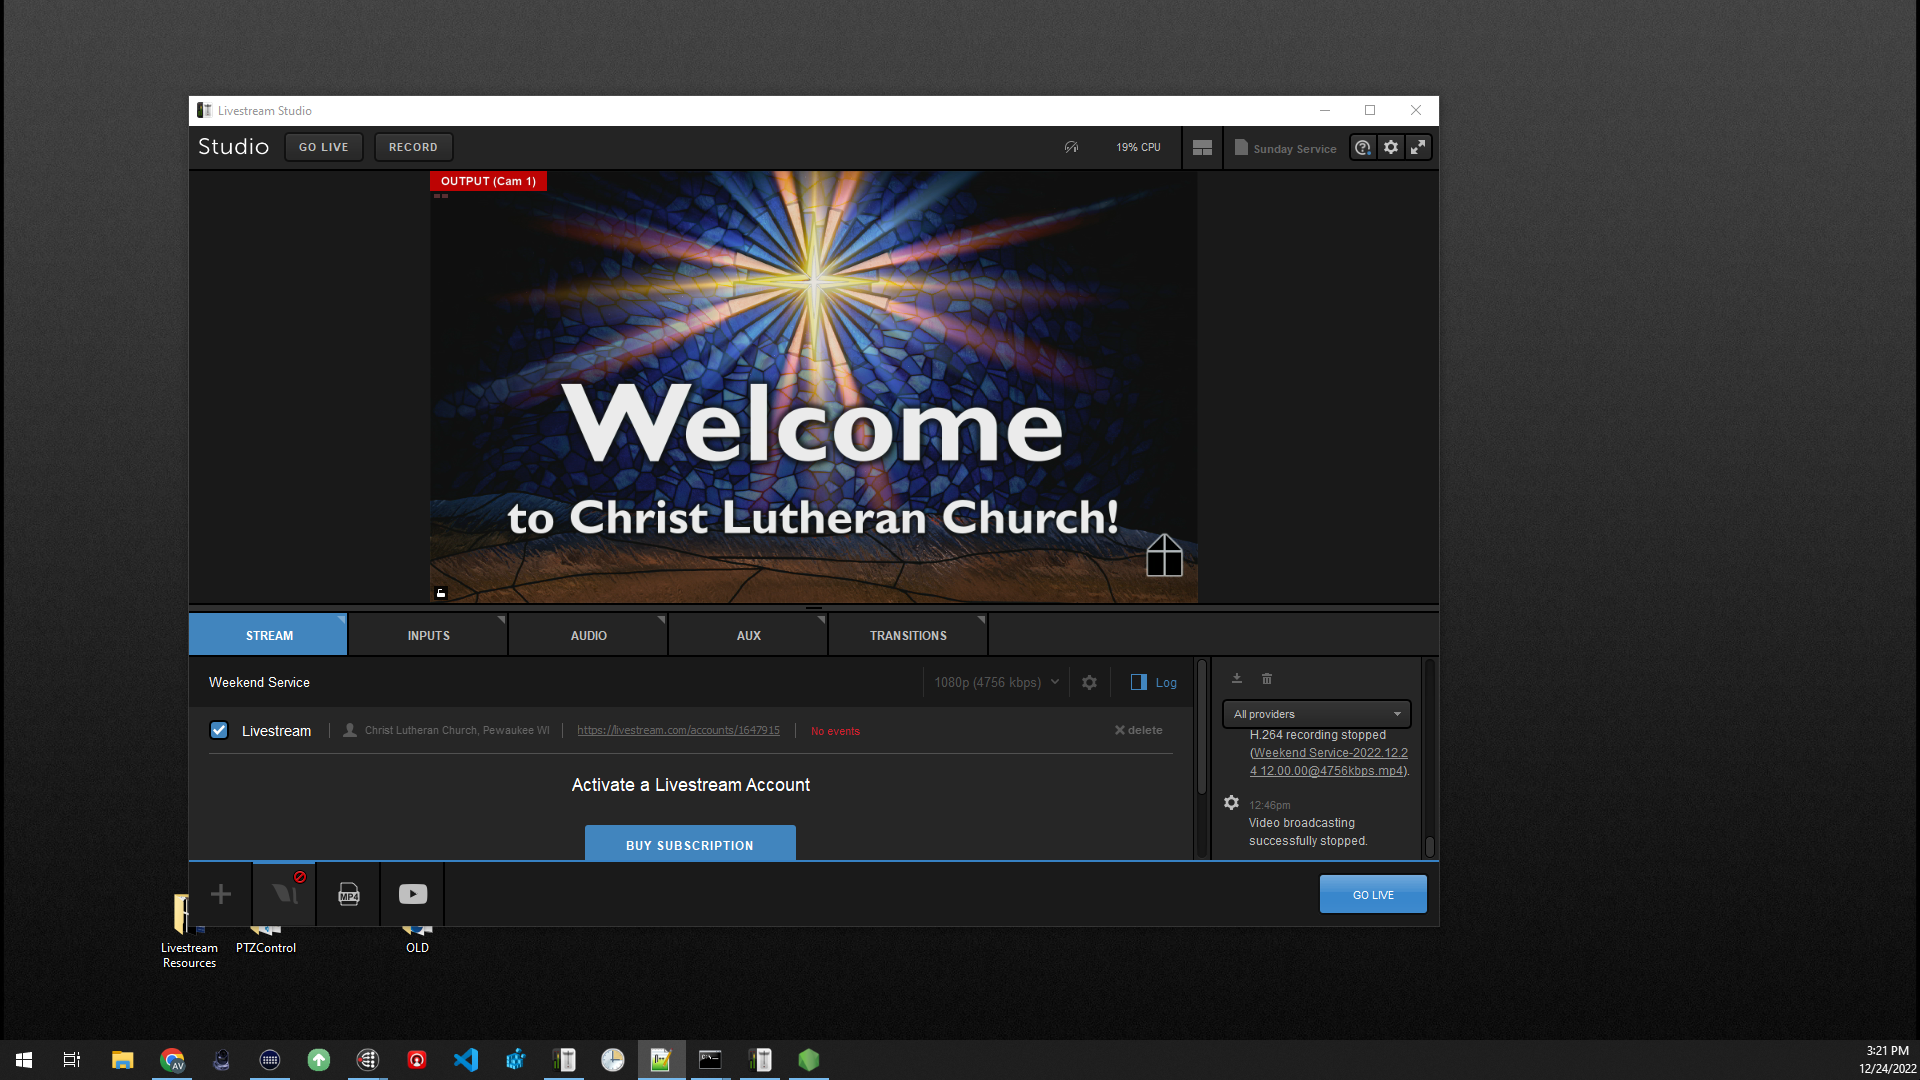 Livestream Studio
Studio
GO LIVE
RECORD
19% CPU
Sunday Service
OUTPUT (Cam 1)
Welcome
to Christ Lutheran Church!
STREAM
INPUTS
AUDIO
AUX
TRANSITIONS
Weekend Service
1080p (4756 kbps)
Log
Livestream
Christ Lutheran Church, Pewaukee WI
https://livestream.com/accounts/1647915
No events
delete
Activate a Livestream Account
BUY SUBSCRIPTION
All providers
H.264 recording stopped
(Weekend Service-2022.12.2
4 12.00.00@4756kbps.mp4).
12:46pm
Video broadcasting
successfully stopped.
MP4
GO LIVE
Livestream
Resources
PTZControl
OLD
AV
3:21 PM
12/24/2022